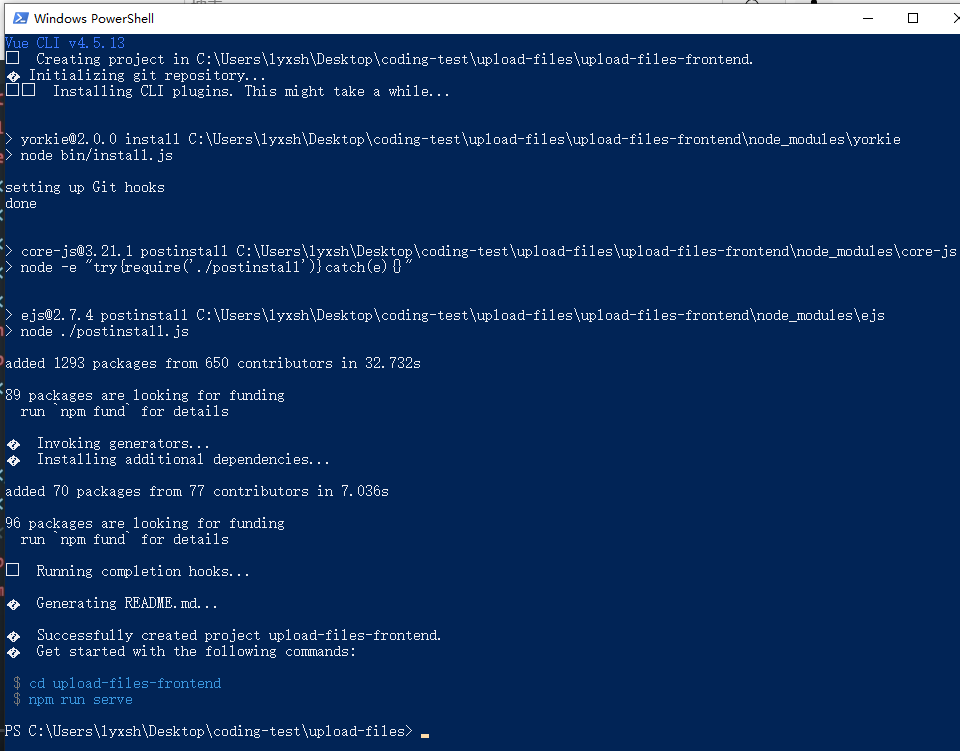 Windows PowerShell
Vue CLI v4.5.13
Creating project in C:\Users\lyxsh\Desktop\coding-test\upload-files\upload-files-frontend.
Initializing git repository...
Installing CLI plugins. This might take a while...
> yorkie@2.0.0 install C:\Users\lyxsh\Desktop\coding-test\upload-files\upload-files-frontend\node_modules\yorkie
> node bin/install.js
setting up Git hooks
done
> core-js@3.21.1 postinstall C:\Users\lyxsh\Desktop\coding-test\upload-files\upload-files-frontend\node_modules\core-js
> node -e "try{require('./postinstall')}catch(e){}"
> ejs@2.7.4 postinstall C:\Users\lyxsh\Desktop\coding-test\upload-files\upload-files-frontend\node_modules\ejs
> node ./postinstall.js
added 1293 packages from 650 contributors in 32.732s
89 packages are looking for funding
run `npm fund` for details
Invoking generators...
Installing additional dependencies...
added 70 packages from 77 contributors in 7.036s
96 packages are looking for funding
run `npm fund` for details
Running completion hooks...
Generating README.md...
Successfully created project upload-files-frontend.
Get started with the following commands:
$ cd upload-files-frontend
$ npm run serve
PS C:\Users\lyxsh\Desktop\coding-test\upload-files>